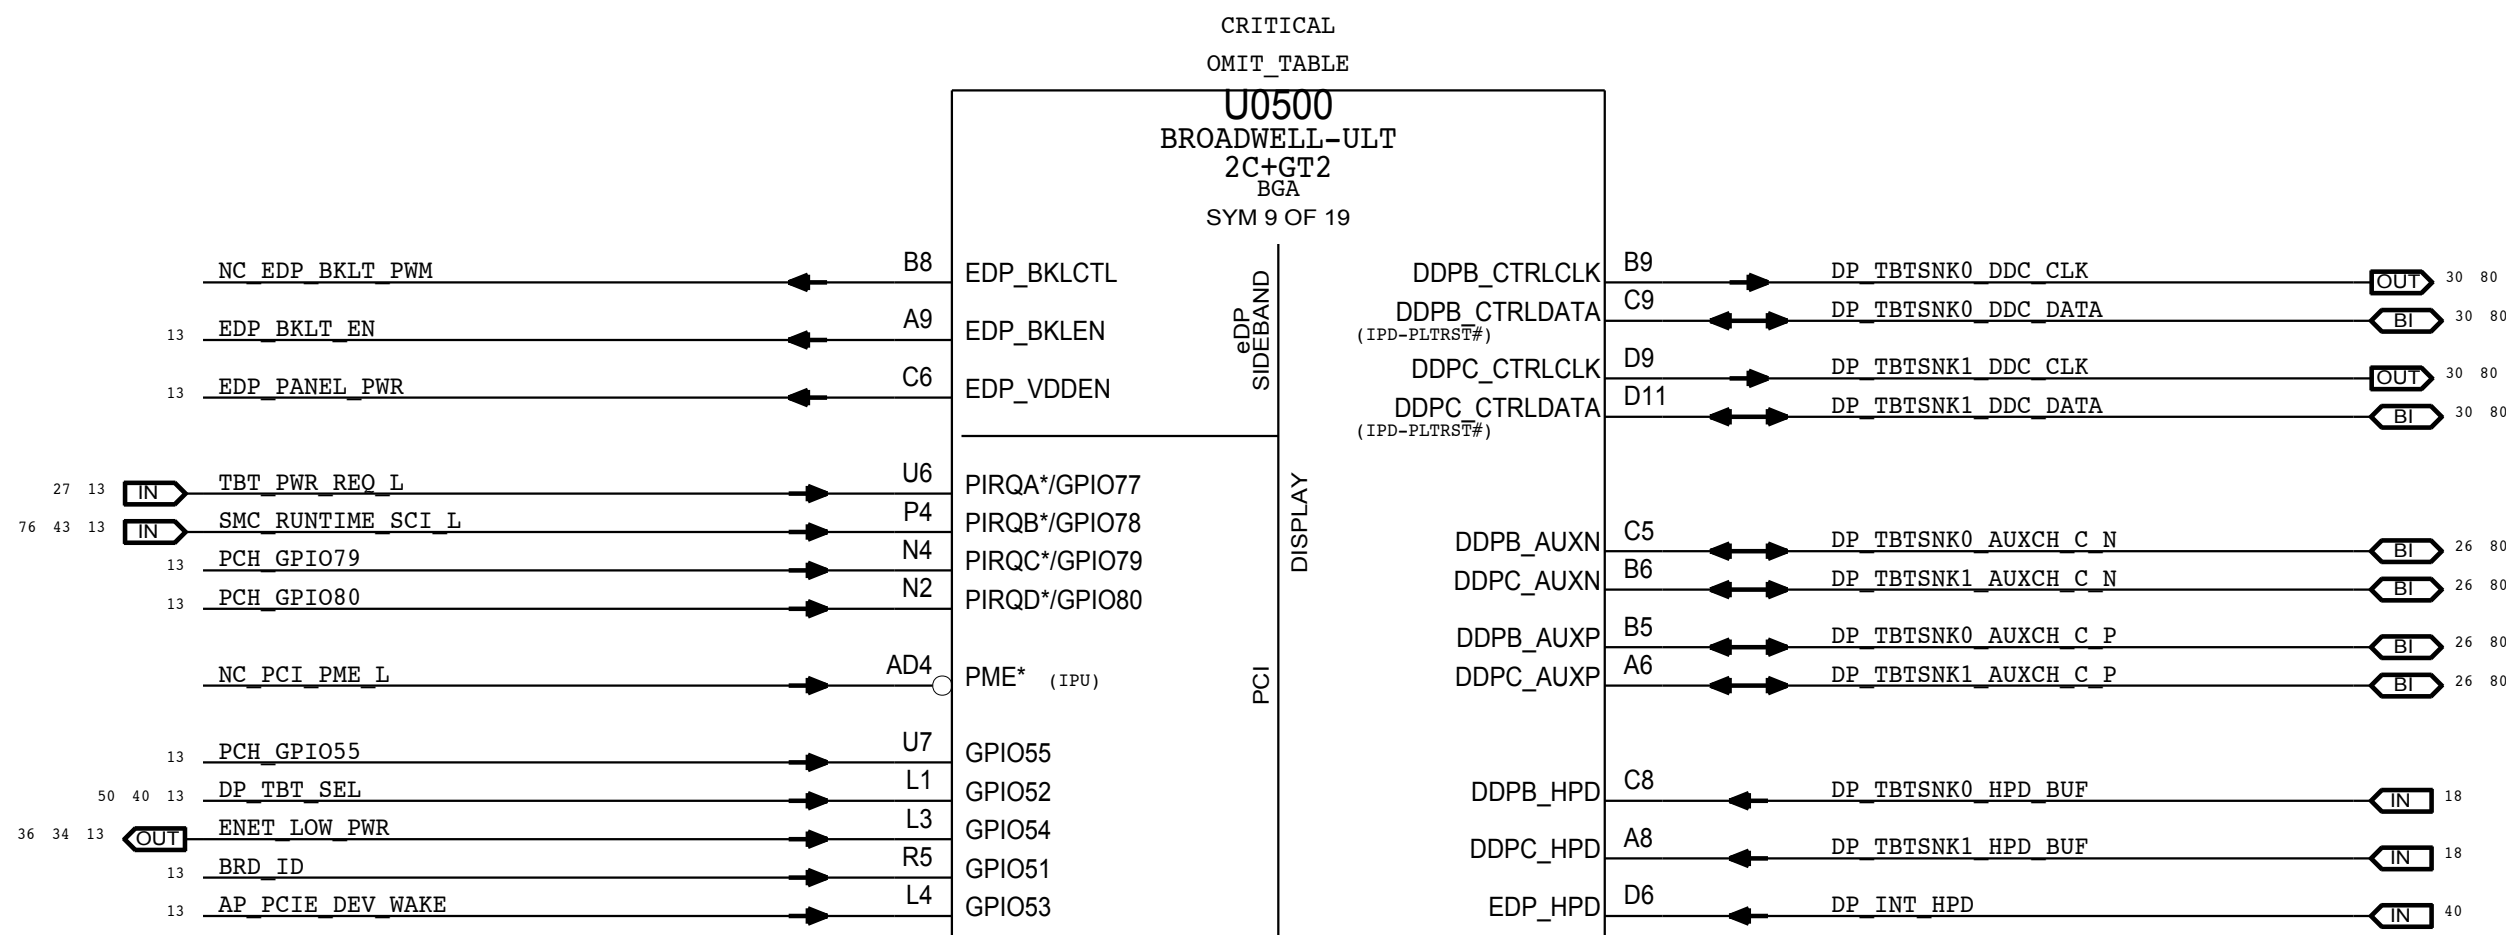 CRITICAL
OMIT_TABLE
U0500
BROADWELL-ULT
2C+GT2
BGA
SYM 9 OF 19
NC_EDP_BKLT_PWM B8 EDP_BKLCTL
13 EDP_BKLT_EN A9 EDP_BKLEN
13 EDP_PANEL_PWR C6 EDP_VDDEN
eDP
SIDEBAND
27 13 IN TBT_PWR_REQ_L U6 PIRQA*/GPIO77
76 43 13 IN SMC_RUNTIME_SCI_L P4 PIRQB*/GPIO78
13 PCH_GPIO79 N4 PIRQC*/GPIO79
13 PCH_GPIO80 N2 PIRQD*/GPIO80
NC_PCI_PME_L AD4 PME* (IPU)
PCI
13 PCH_GPIO55 U7 GPIO55
50 40 13 DP_TBT_SEL L1 GPIO52
36 34 13 OUT ENET_LOW_PWR L3 GPIO54
13 BRD_ID R5 GPIO51
13 AP_PCIE_DEV_WAKE L4 GPIO53
DISPLAY
DDPB_CTRLCLK B9 DP_TBTSNK0_DDC_CLK OUT 30 80
DDPB_CTRLDATA C9 DP_TBTSNK0_DDC_DATA BI 30 80
(IPD-PLTRST#)
DDPC_CTRLCLK D9 DP_TBTSNK1_DDC_CLK OUT 30 80
DDPC_CTRLDATA D11 DP_TBTSNK1_DDC_DATA BI 30 80
(IPD-PLTRST#)
DDPB_AUXN C5 DP_TBTSNK0_AUXCH_C_N BI 26 80
DDPC_AUXN B6 DP_TBTSNK1_AUXCH_C_N BI 26 80
DDPB_AUXP B5 DP_TBTSNK0_AUXCH_C_P BI 26 80
DDPC_AUXP A6 DP_TBTSNK1_AUXCH_C_P BI 26 80
DDPB_HPD C8 DP_TBTSNK0_HPD_BUF IN 18
DDPC_HPD A8 DP_TBTSNK1_HPD_BUF IN 18
EDP_HPD D6 DP_INT_HPD IN 40